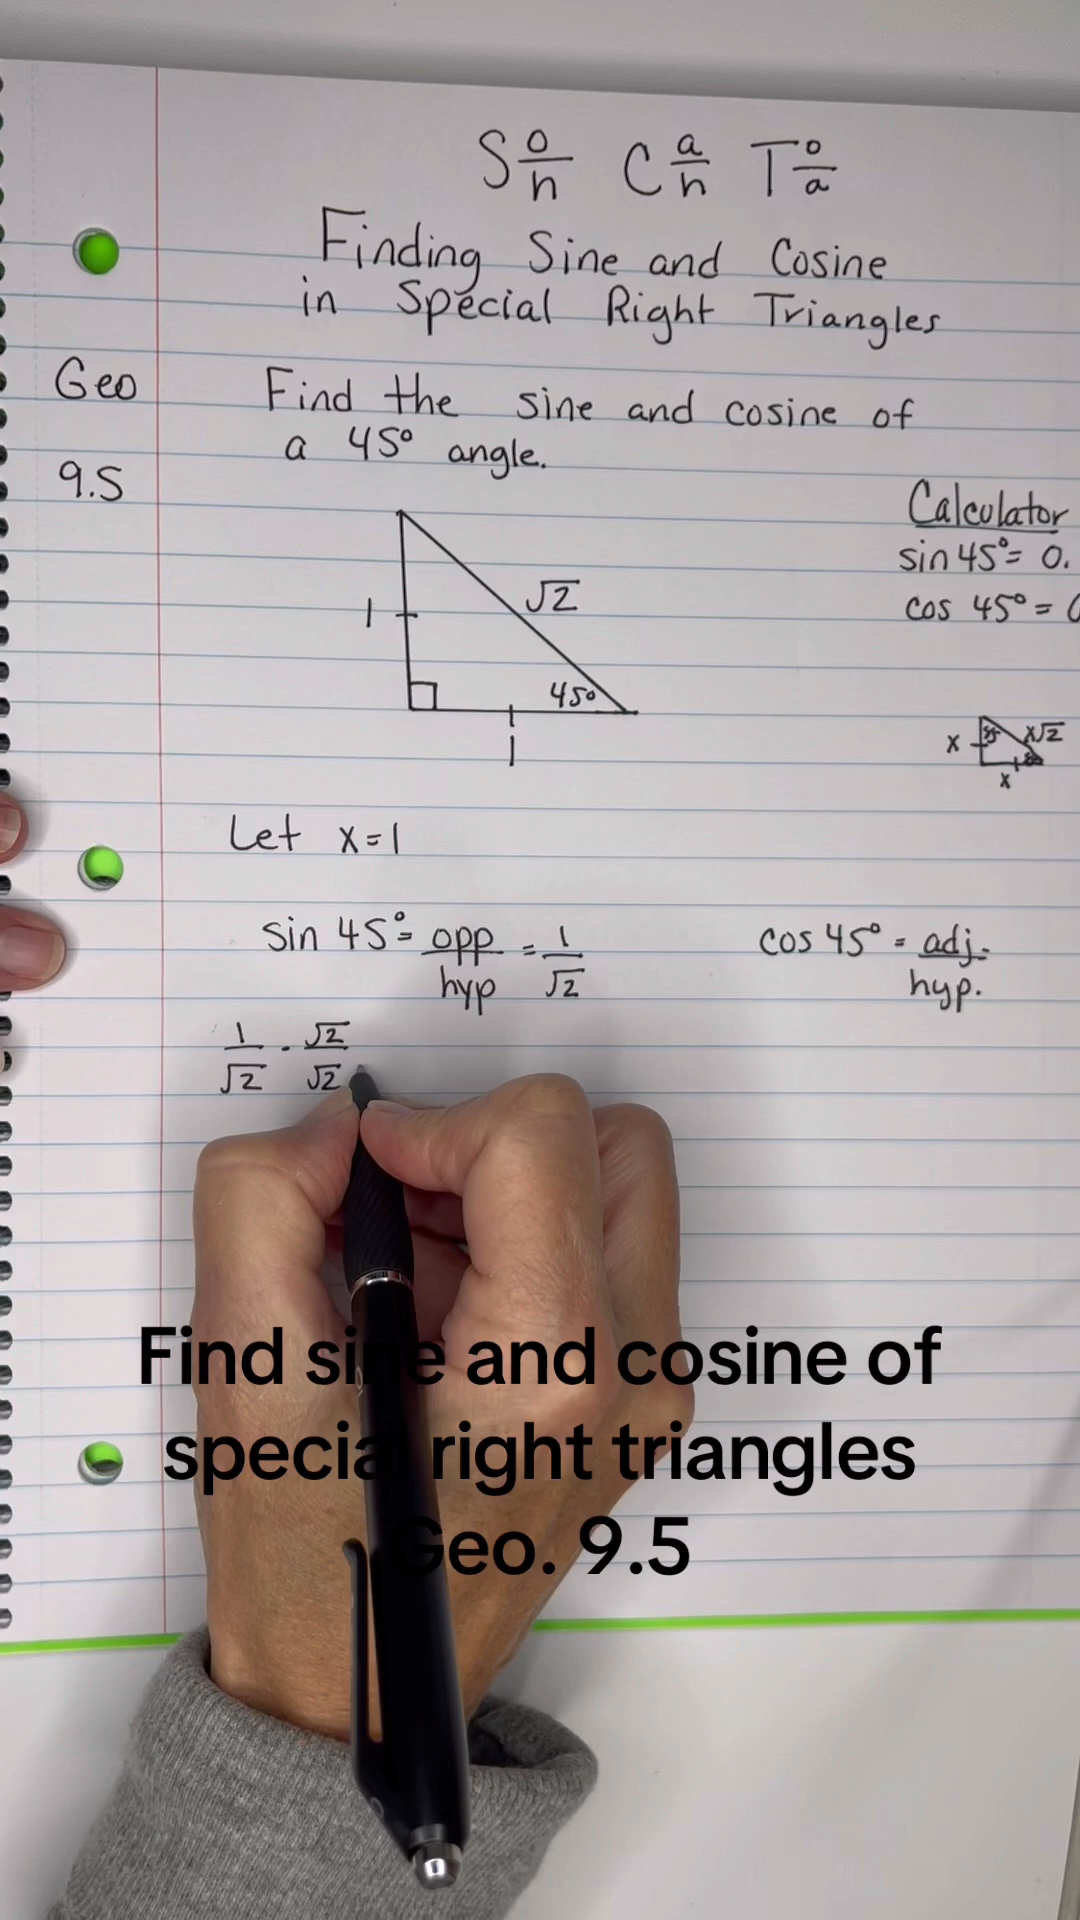 S o/h C a/h T o/a
Finding Sine and Cosine
in Special Right Triangles
Geo
Find the sine and cosine of
a 45° angle.
9.5
Calculator
sin 45° = 0.
cos 45° = 0
1
√2
45°
1
x
x√2
x
Let x = 1
sin 45° = opp/hyp = 1/√2
cos 45° = adj./hyp.
1/√2 · √2/√2
Find sine and cosine of
special right triangles
Geo. 9.5